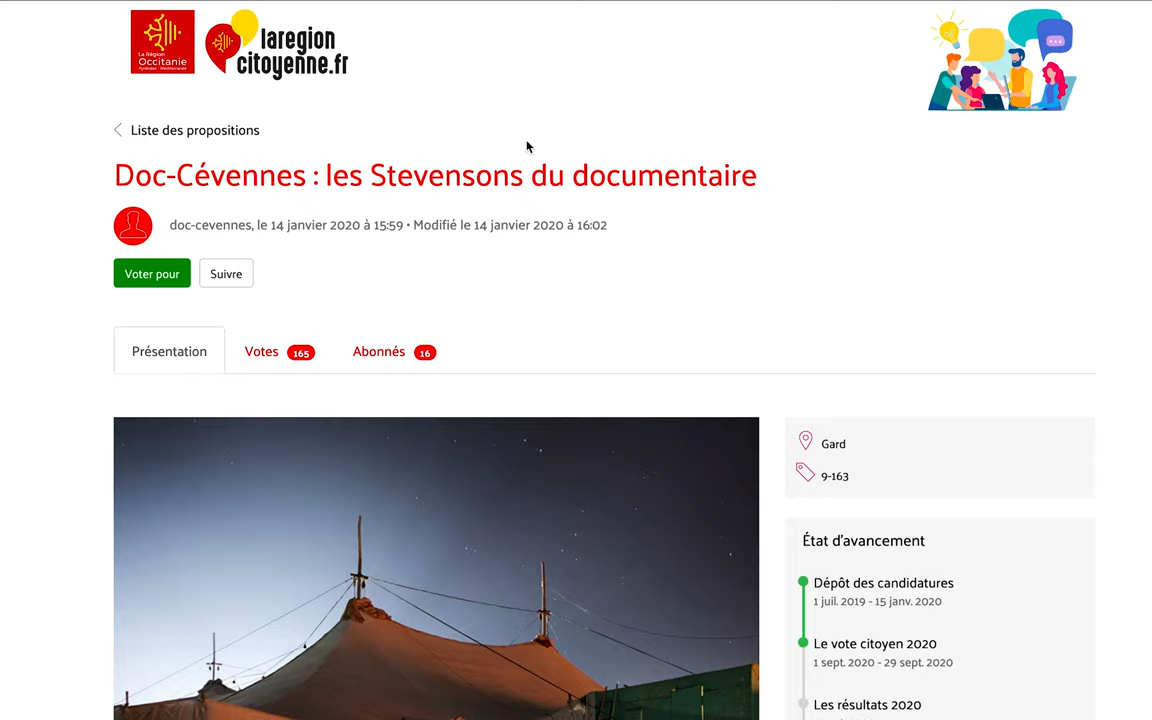 La Région
Occitanie
Pyrénées - Méditerranée
laregion
citoyenne.fr
Liste des propositions
Doc-Cévennes : les Stevensons du documentaire
doc-cevennes, le 14 janvier 2020 à 15:59 • Modifié le 14 janvier 2020 à 16:02
Voter pour
Suivre
Présentation
Votes 165
Abonnés 16
Gard
9-163
État d'avancement
Dépôt des candidatures
1 juil. 2019 - 15 janv. 2020
Le vote citoyen 2020
1 sept. 2020 - 29 sept. 2020
Les résultats 2020